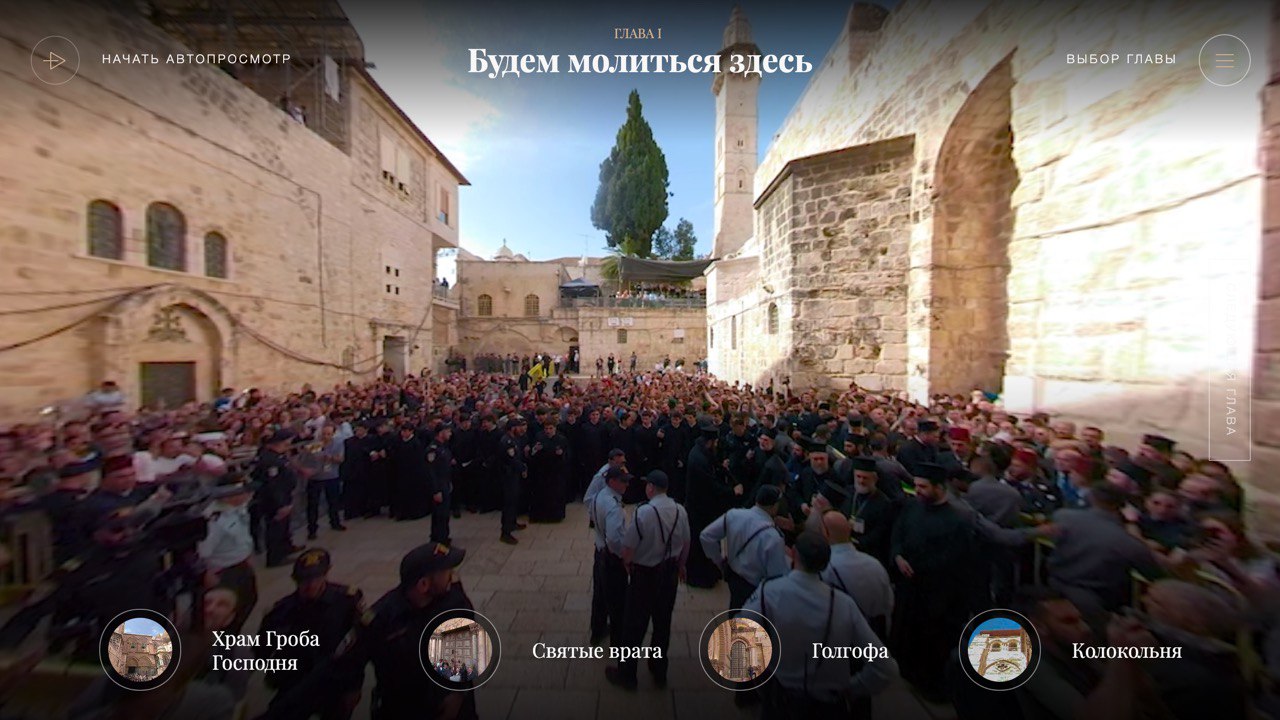 ГЛАВА I
НАЧАТЬ АВТОПРОСМОТР
Будем молиться здесь
ВЫБОР ГЛАВЫ
ГЛАВА
Храм Гроба
Господня
Святые врата
Голгофа
Колокольня